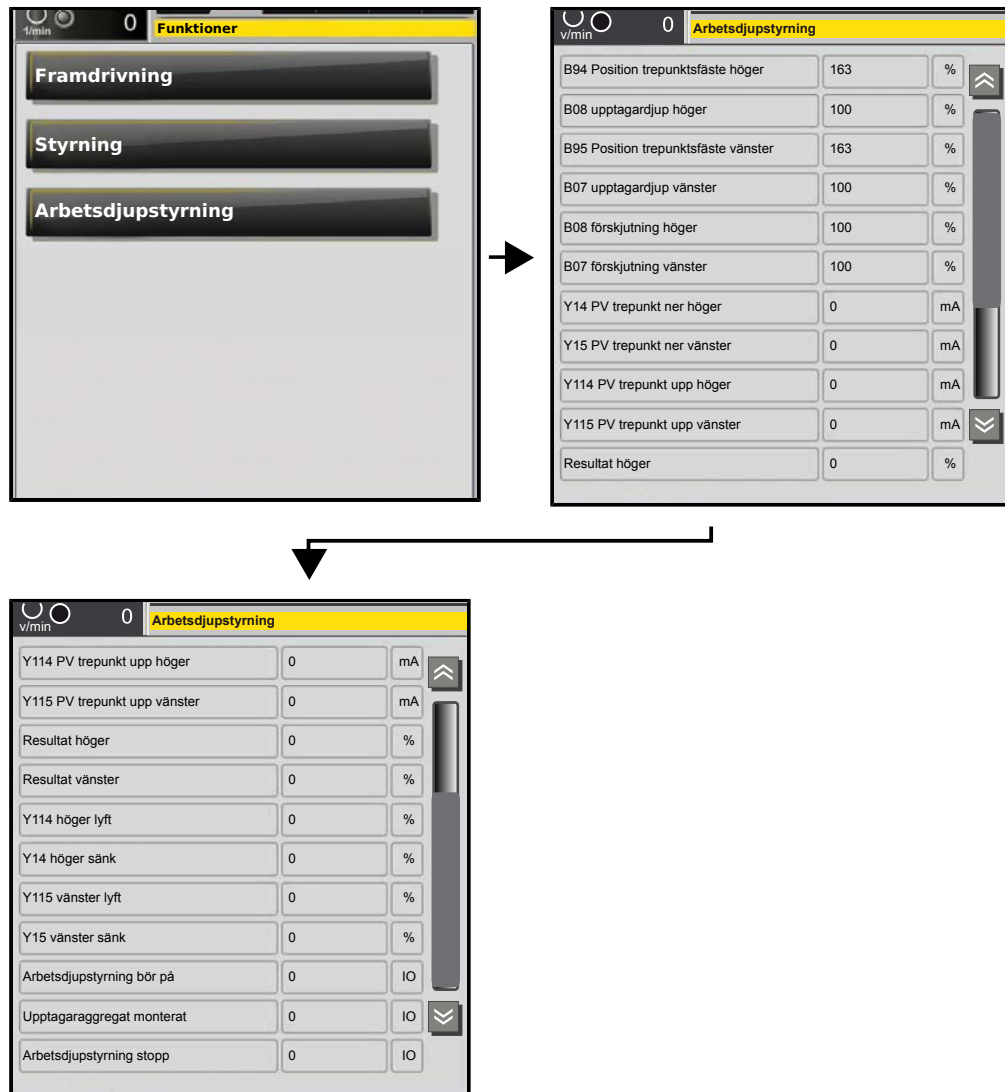 1/min 0 Funktioner
Framdrivning
Styrning
Arbetsdjupstyrning
v/min 0 Arbetsdjupstyrning
B94 Position trepunktsfäste höger 163 %
B08 upptagardjup höger 100 %
B95 Position trepunktsfäste vänster 163 %
B07 upptagardjup vänster 100 %
B08 förskjutning höger 100 %
B07 förskjutning vänster 100 %
Y14 PV trepunkt ner höger 0 mA
Y15 PV trepunkt ner vänster 0 mA
Y114 PV trepunkt upp höger 0 mA
Y115 PV trepunkt upp vänster 0 mA
Resultat höger 0 %
v/min 0 Arbetsdjupstyrning
Y114 PV trepunkt upp höger 0 mA
Y115 PV trepunkt upp vänster 0 mA
Resultat höger 0 %
Resultat vänster 0 %
Y114 höger lyft 0 %
Y14 höger sänk 0 %
Y115 vänster lyft 0 %
Y15 vänster sänk 0 %
Arbetsdjupstyrning bör på 0 IO
Upptagaraggregat monterat 0 IO
Arbetsdjupstyrning stopp 0 IO